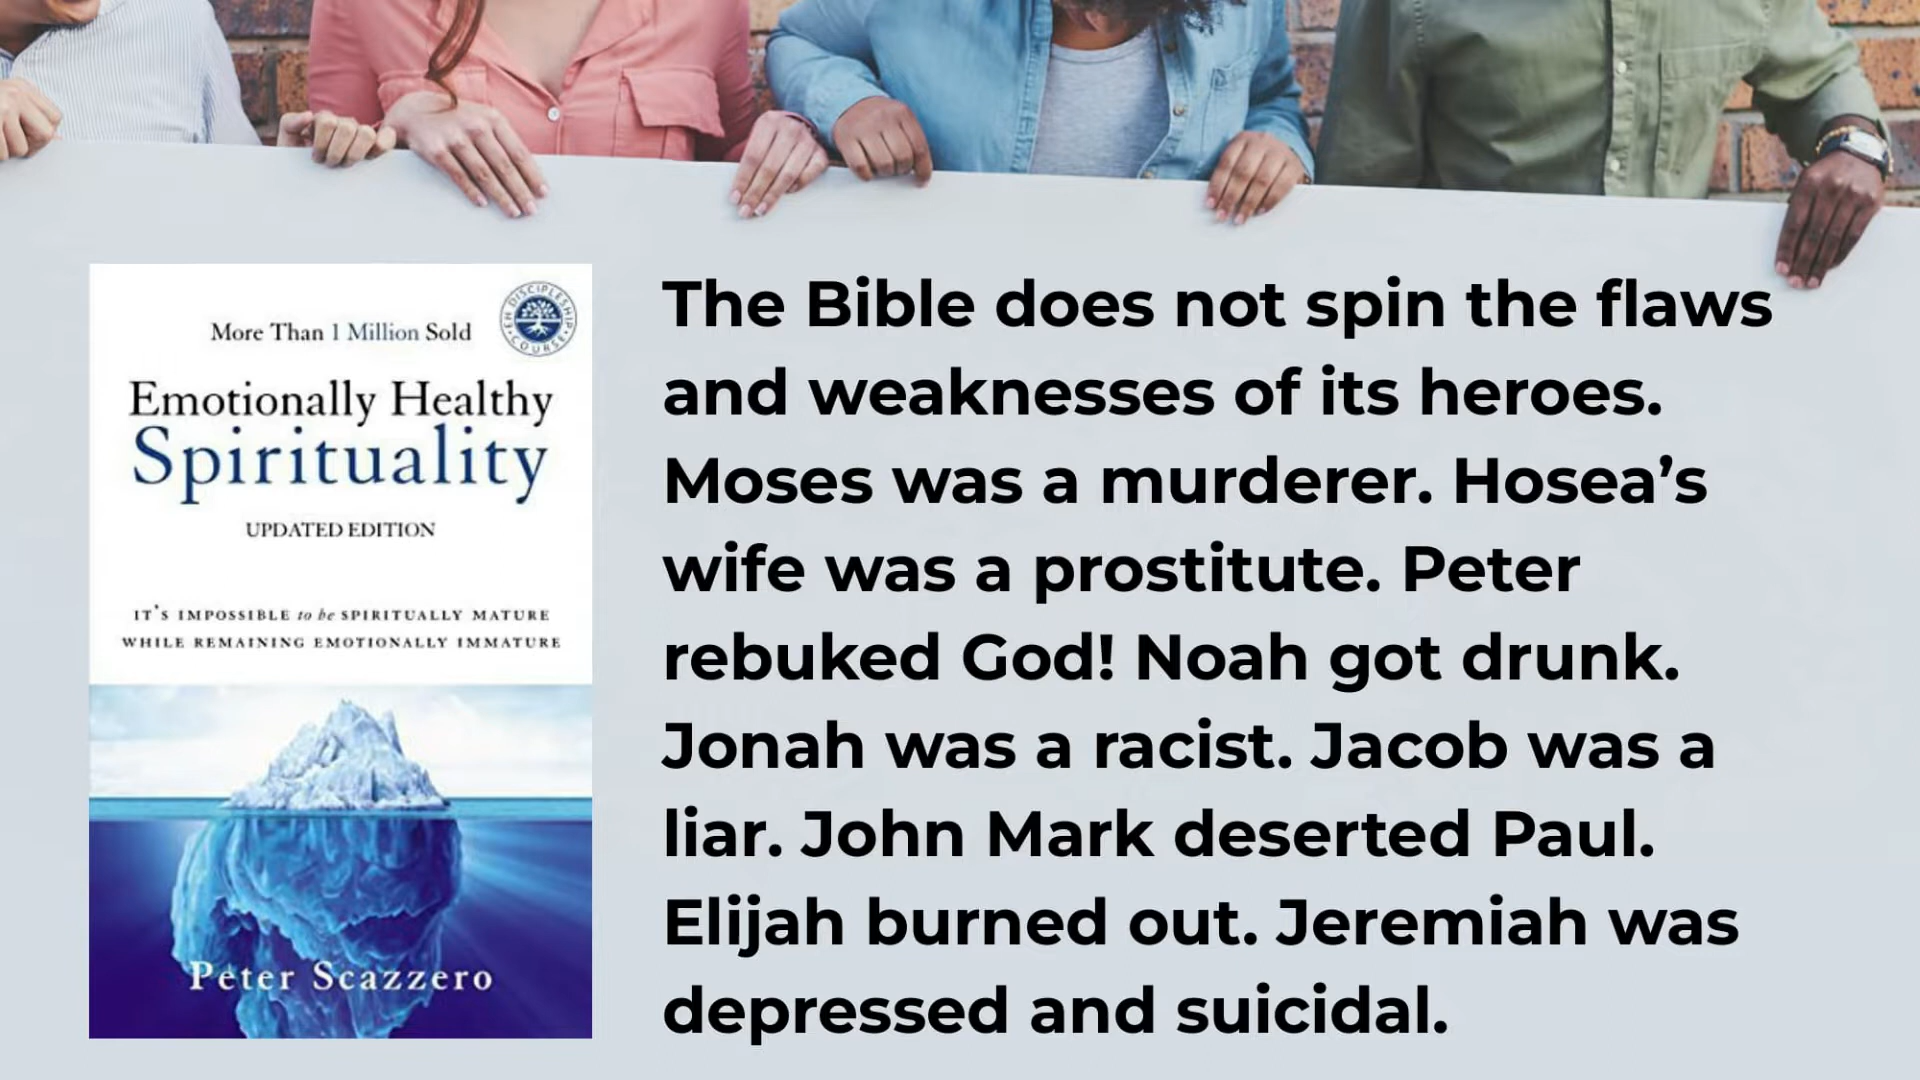 More Than 1 Million Sold
EH DISCIPLESHIP COURSE
Emotionally Healthy
Spirituality
UPDATED EDITION
IT'S IMPOSSIBLE to be SPIRITUALLY MATURE
WHILE REMAINING EMOTIONALLY IMMATURE
Peter Scazzero
The Bible does not spin the flaws
and weaknesses of its heroes.
Moses was a murderer. Hosea’s
wife was a prostitute. Peter
rebuked God! Noah got drunk.
Jonah was a racist. Jacob was a
liar. John Mark deserted Paul.
Elijah burned out. Jeremiah was
depressed and suicidal.